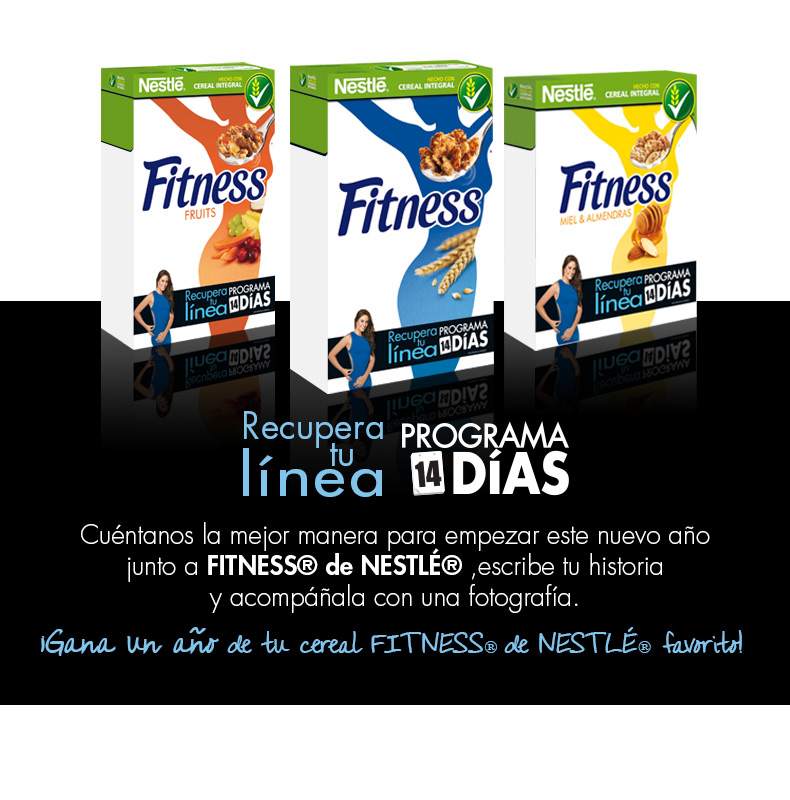 Nestlé®
HECHO CON
CEREAL INTEGRAL
Fitness
FRUITS
Recupera
tu
línea
PROGRAMA
14 DÍAS
Nestlé®
HECHO CON
CEREAL INTEGRAL
Fitness
Recupera
tu
línea
PROGRAMA
14 DÍAS
Nestlé®
HECHO CON
CEREAL INTEGRAL
Fitness
MIEL & ALMENDRAS
Recupera
tu
línea
PROGRAMA
14 DÍAS
Recupera
tu
línea
PROGRAMA
14 DÍAS
Cuéntanos la mejor manera para empezar este nuevo año
junto a FITNESS® de NESTLÉ® ,escribe tu historia
y acompáñala con una fotografía.
¡Gana un año de tu cereal FITNESS® de NESTLÉ® favorito!